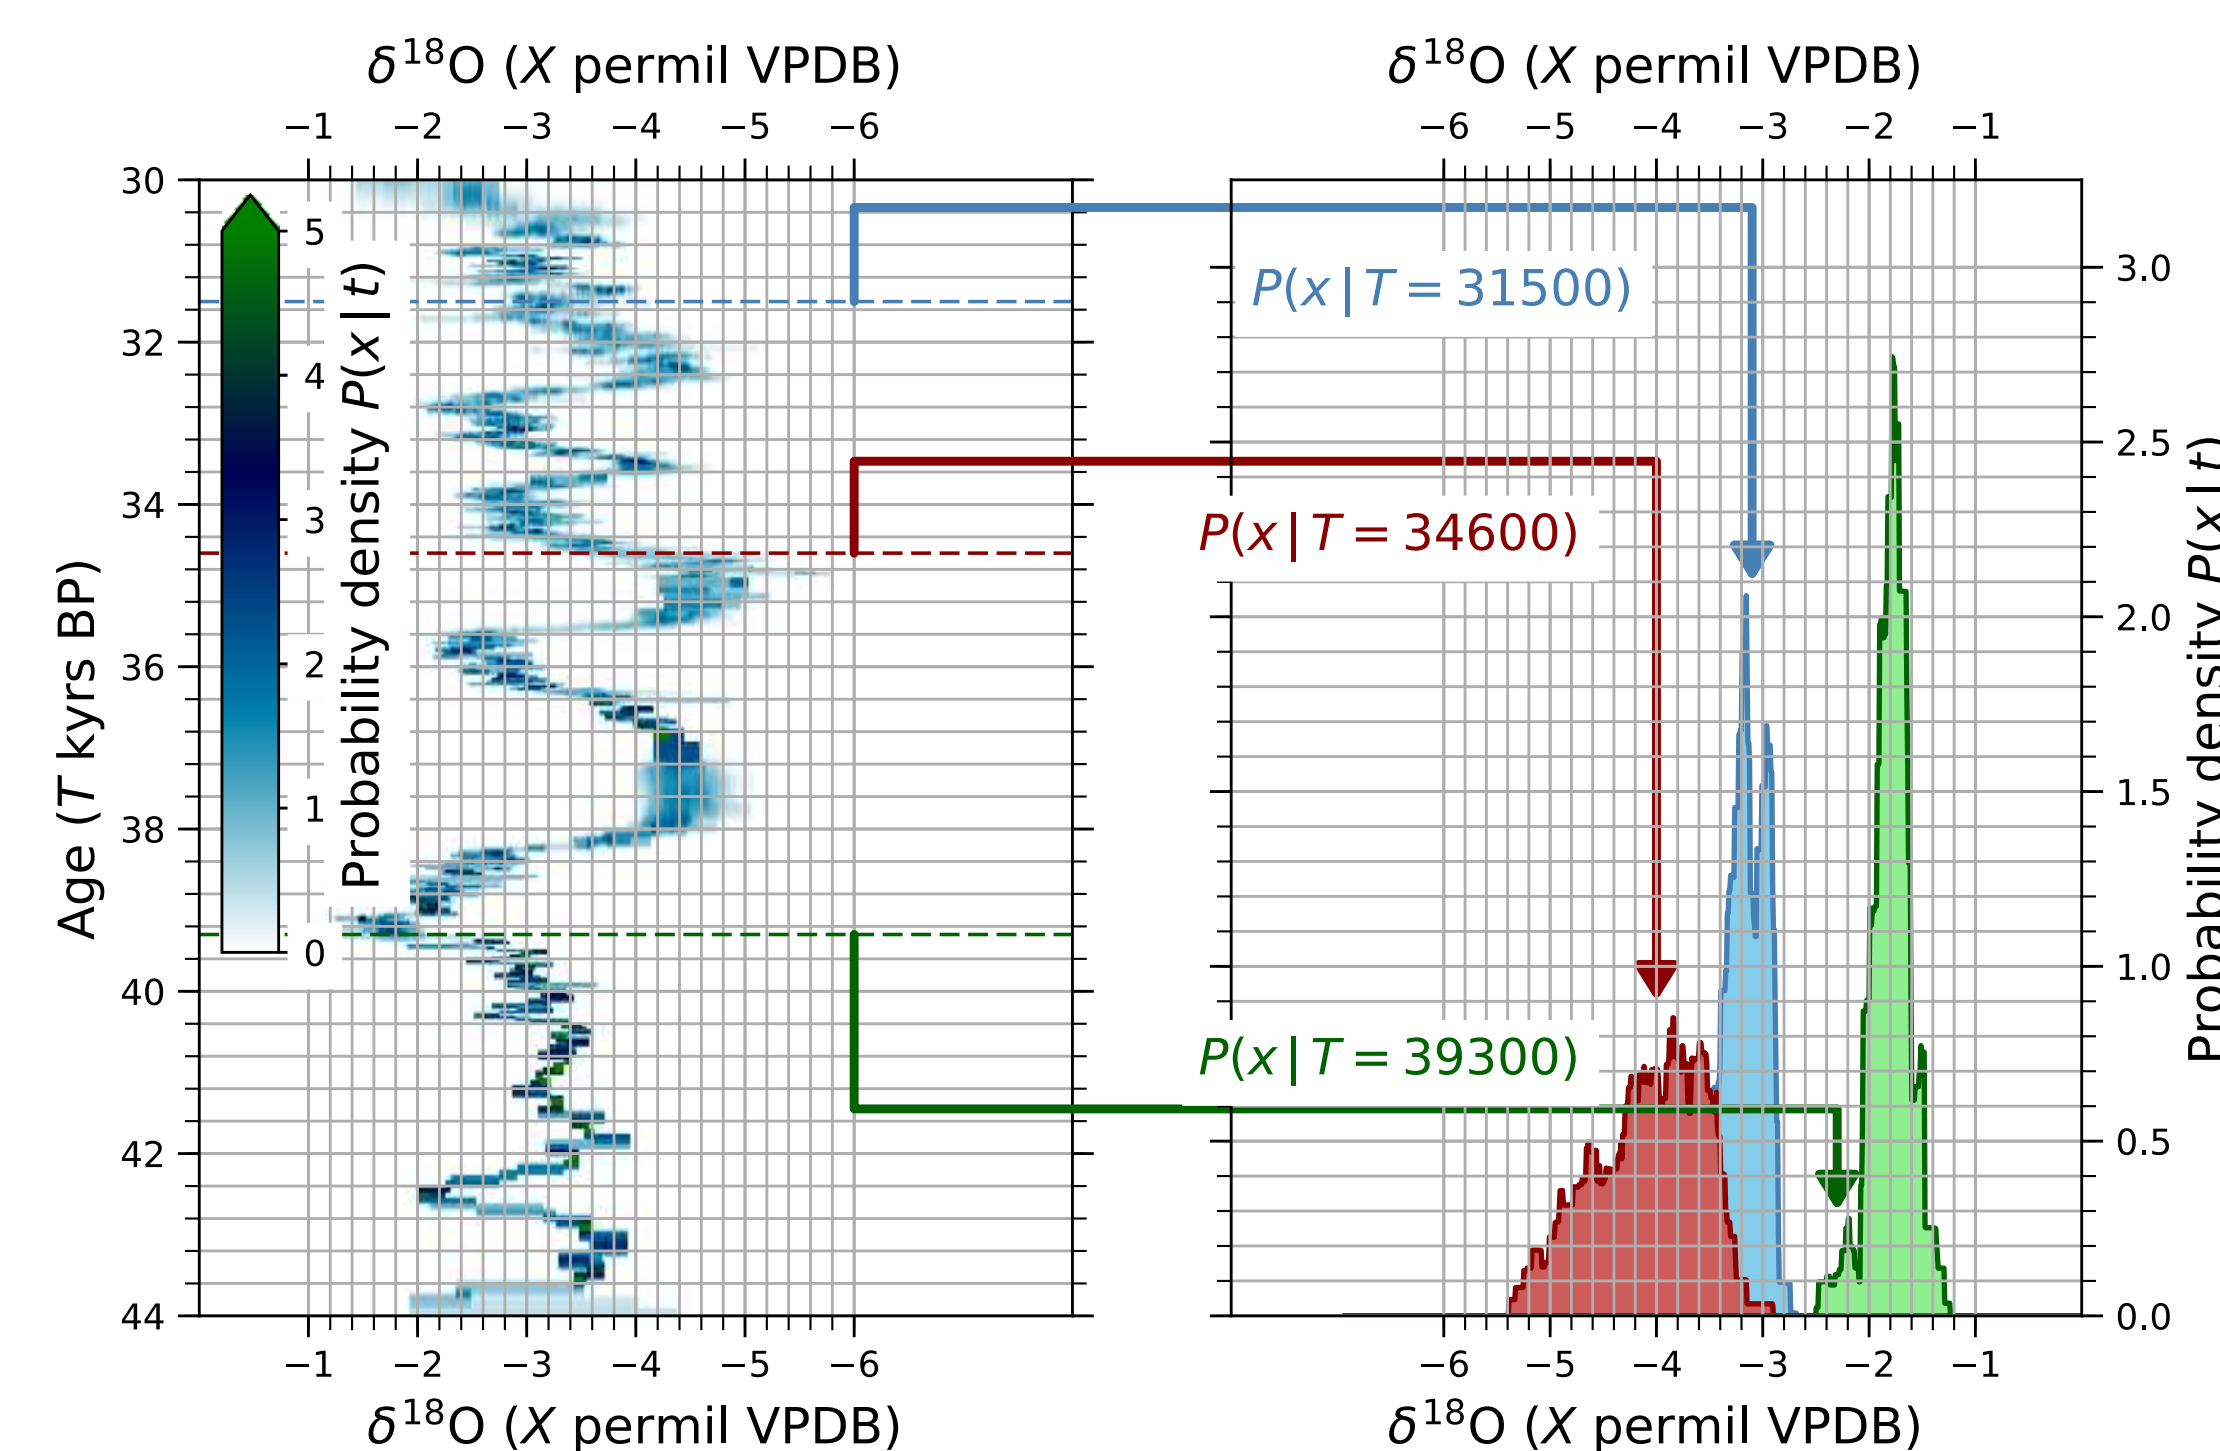 δ¹⁸O (X permil VPDB)
δ¹⁸O (X permil VPDB)
−1 −2 −3 −4 −5 −6
−6 −5 −4 −3 −2 −1
30
32
34
36
38
40
42
44
Age (T kyrs BP)
5
4
3
2
1
0
Probability density P(x | t)
P(x | T = 31500)
P(x | T = 34600)
P(x | T = 39300)
3.0
2.5
2.0
1.5
1.0
0.5
0.0
Probability density P(x | t)
−1 −2 −3 −4 −5 −6
−6 −5 −4 −3 −2 −1
δ¹⁸O (X permil VPDB)
δ¹⁸O (X permil VPDB)